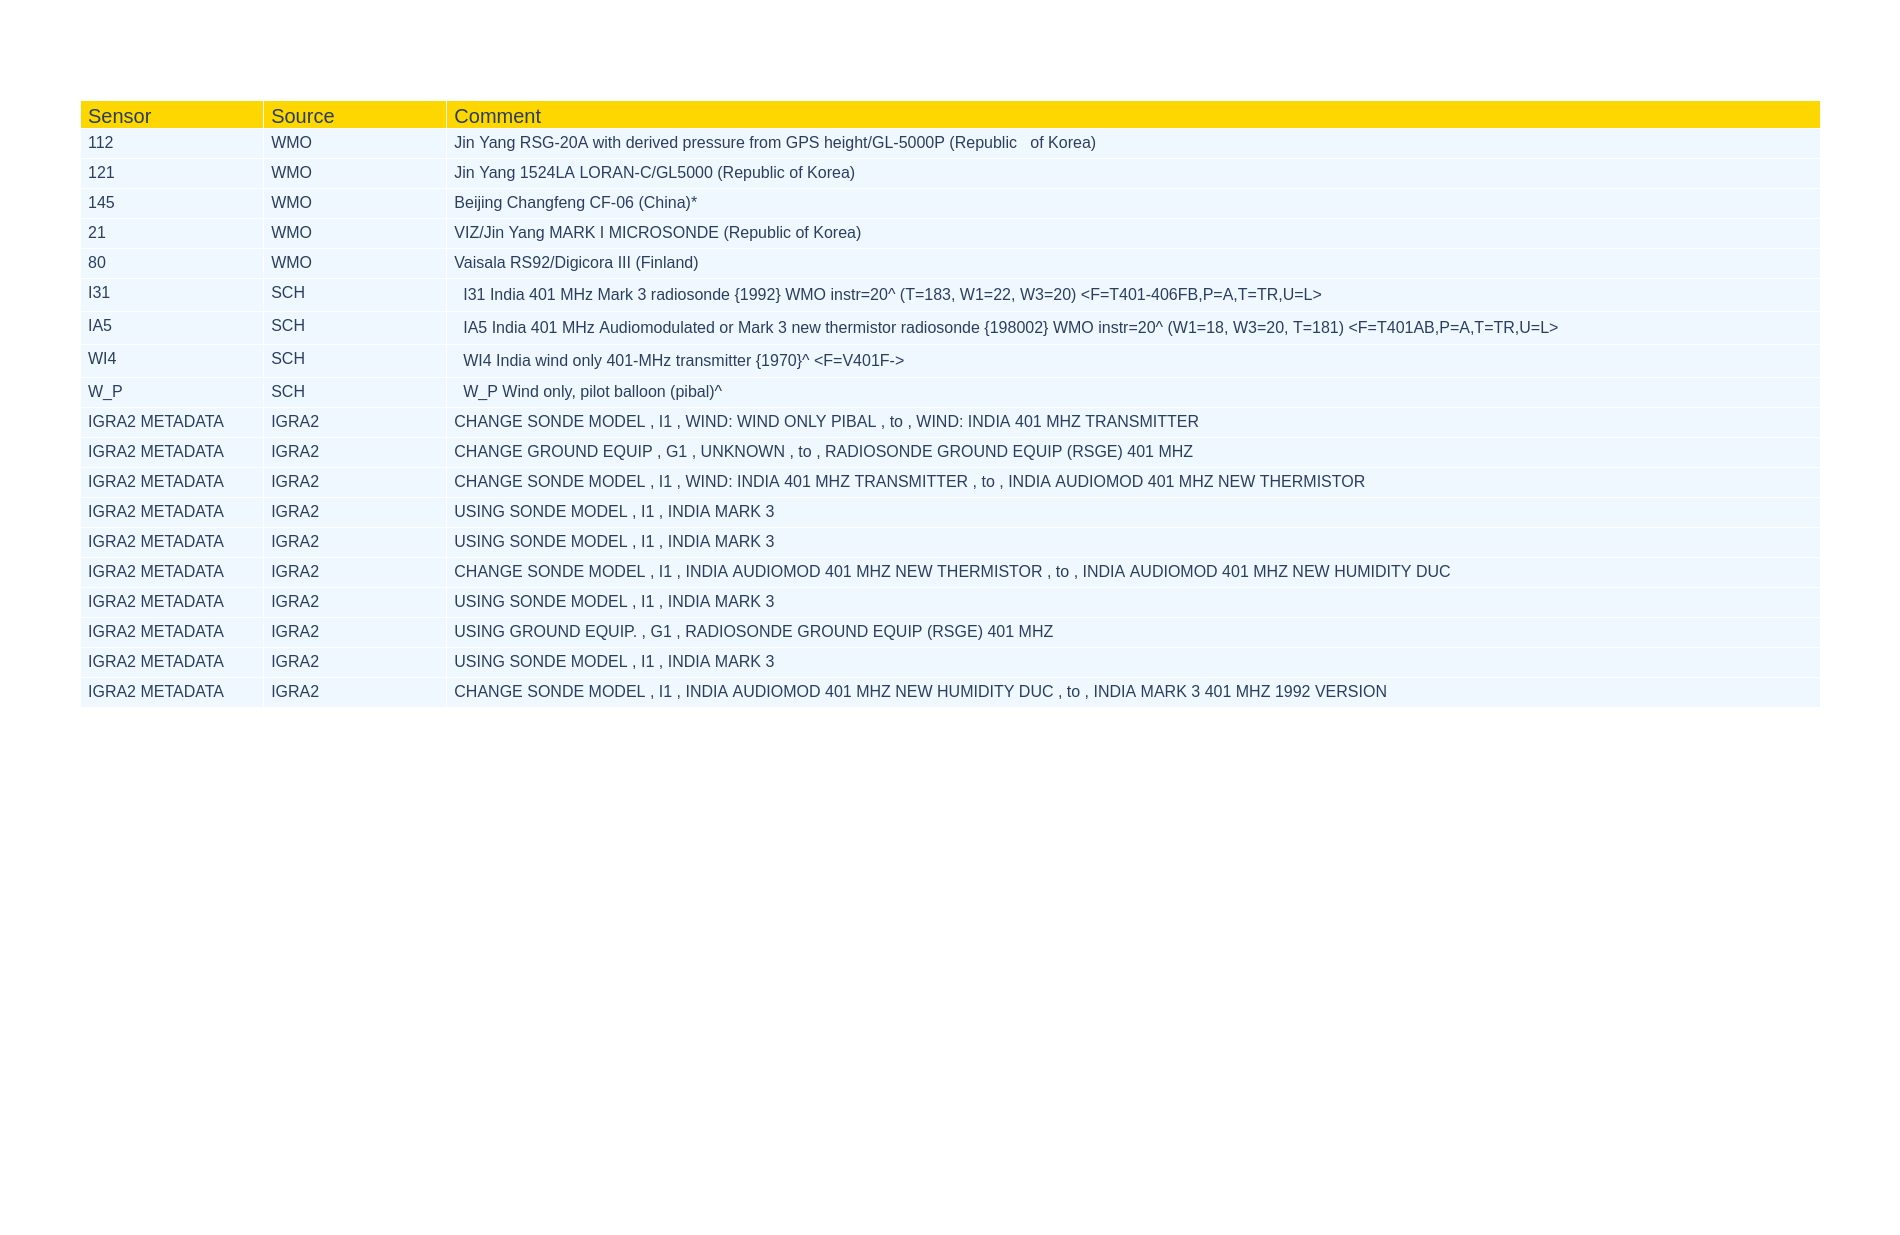 Sensor Source Comment
112 WMO Jin Yang RSG-20A with derived pressure from GPS height/GL-5000P (Republic   of Korea)
121 WMO Jin Yang 1524LA LORAN-C/GL5000 (Republic of Korea)
145 WMO Beijing Changfeng CF-06 (China)*
21 WMO VIZ/Jin Yang MARK I MICROSONDE (Republic of Korea)
80 WMO Vaisala RS92/Digicora III (Finland)
I31 SCH I31 India 401 MHz Mark 3 radiosonde {1992} WMO instr=20^ (T=183, W1=22, W3=20) <F=T401-406FB,P=A,T=TR,U=L>
IA5 SCH IA5 India 401 MHz Audiomodulated or Mark 3 new thermistor radiosonde {198002} WMO instr=20^ (W1=18, W3=20, T=181) <F=T401AB,P=A,T=TR,U=L>
WI4 SCH WI4 India wind only 401-MHz transmitter {1970}^ <F=V401F->
W_P SCH W_P Wind only, pilot balloon (pibal)^
IGRA2 METADATA IGRA2 CHANGE SONDE MODEL , I1 , WIND: WIND ONLY PIBAL , to , WIND: INDIA 401 MHZ TRANSMITTER
IGRA2 METADATA IGRA2 CHANGE GROUND EQUIP , G1 , UNKNOWN , to , RADIOSONDE GROUND EQUIP (RSGE) 401 MHZ
IGRA2 METADATA IGRA2 CHANGE SONDE MODEL , I1 , WIND: INDIA 401 MHZ TRANSMITTER , to , INDIA AUDIOMOD 401 MHZ NEW THERMISTOR
IGRA2 METADATA IGRA2 USING SONDE MODEL , I1 , INDIA MARK 3
IGRA2 METADATA IGRA2 USING SONDE MODEL , I1 , INDIA MARK 3
IGRA2 METADATA IGRA2 CHANGE SONDE MODEL , I1 , INDIA AUDIOMOD 401 MHZ NEW THERMISTOR , to , INDIA AUDIOMOD 401 MHZ NEW HUMIDITY DUC
IGRA2 METADATA IGRA2 USING SONDE MODEL , I1 , INDIA MARK 3
IGRA2 METADATA IGRA2 USING GROUND EQUIP. , G1 , RADIOSONDE GROUND EQUIP (RSGE) 401 MHZ
IGRA2 METADATA IGRA2 USING SONDE MODEL , I1 , INDIA MARK 3
IGRA2 METADATA IGRA2 CHANGE SONDE MODEL , I1 , INDIA AUDIOMOD 401 MHZ NEW HUMIDITY DUC , to , INDIA MARK 3 401 MHZ 1992 VERSION